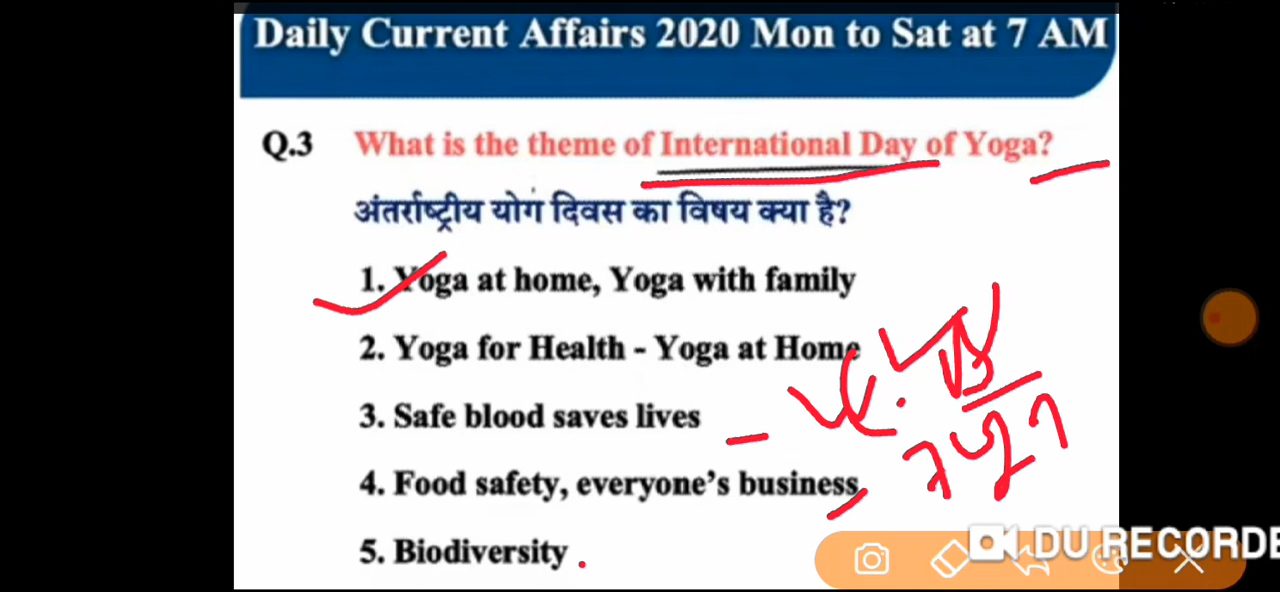 Daily Current Affairs 2020 Mon to Sat at 7 AM
Q.3 What is the theme of International Day of Yoga?
अंतर्राष्ट्रीय योग दिवस का विषय क्या है?
1. Yoga at home, Yoga with family
2. Yoga for Health - Yoga at Home
3. Safe blood saves lives
4. Food safety, everyone's business
5. Biodiversity
DU RECORDE